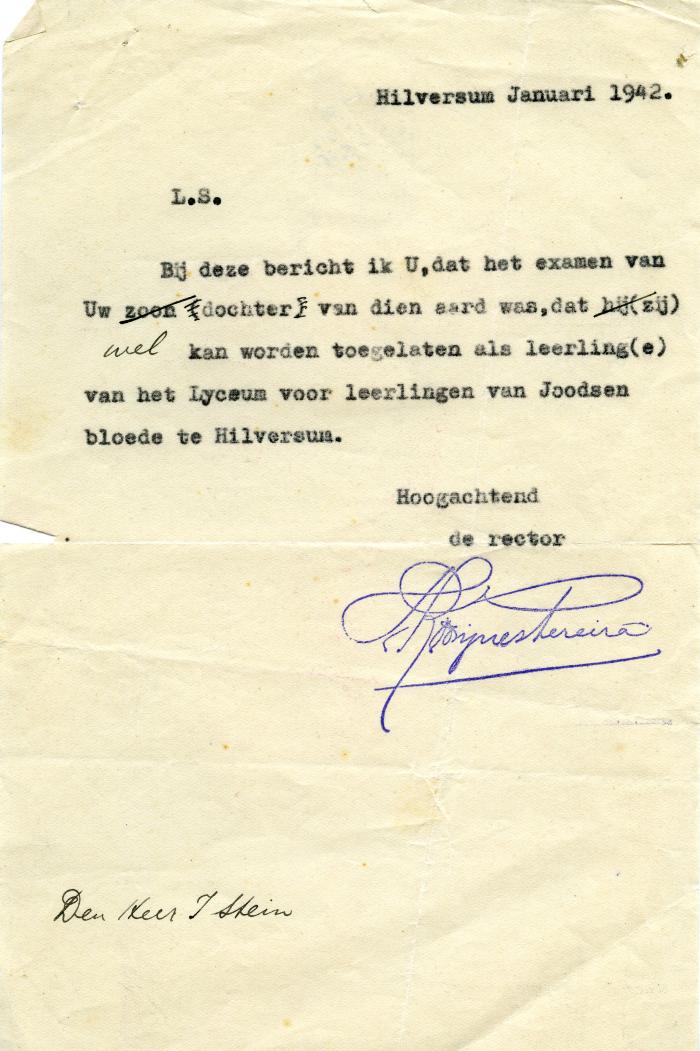 Hilversum Januari 1942.
L.S.
Bij deze bericht ik U, dat het examen van
Uw zoon (dochter) van dien aard was, dat hij(zij)
wel kan worden toegelaten als leerling(e)
van het Lyceum voor leerlingen van Joodsen
bloede te Hilversum.
Hoogachtend
de rector
Den Heer I Stein